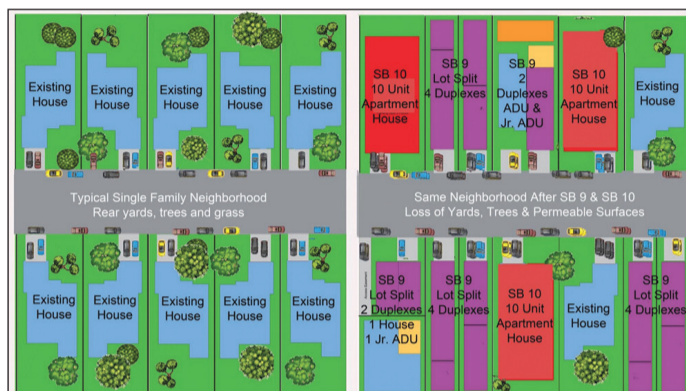 Existing
House
Existing
House
Existing
House
Existing
House
Existing
House
Typical Single Family Neighborhood
Rear yards, trees and grass
Existing
House
Existing
House
Existing
House
Existing
House
Existing
House
SB 10
10 Unit
Apartment
House
SB 9
Lot Split
4 Duplexes
SB 9
2
Duplexes
ADU &
Jr. ADU
SB 10
10 Unit
Apartment
House
Existing
House
Same Neighborhood After SB 9 & SB 10
Loss of Yards, Trees & Permeable Surfaces
SB 9
Lot Split
2 Duplexes
1 House
1 Jr. ADU
SB 9
Lot Split
4 Duplexes
SB 10
10 Unit
Apartment
House
Existing
House
SB 9
Lot Split
4 Duplexes